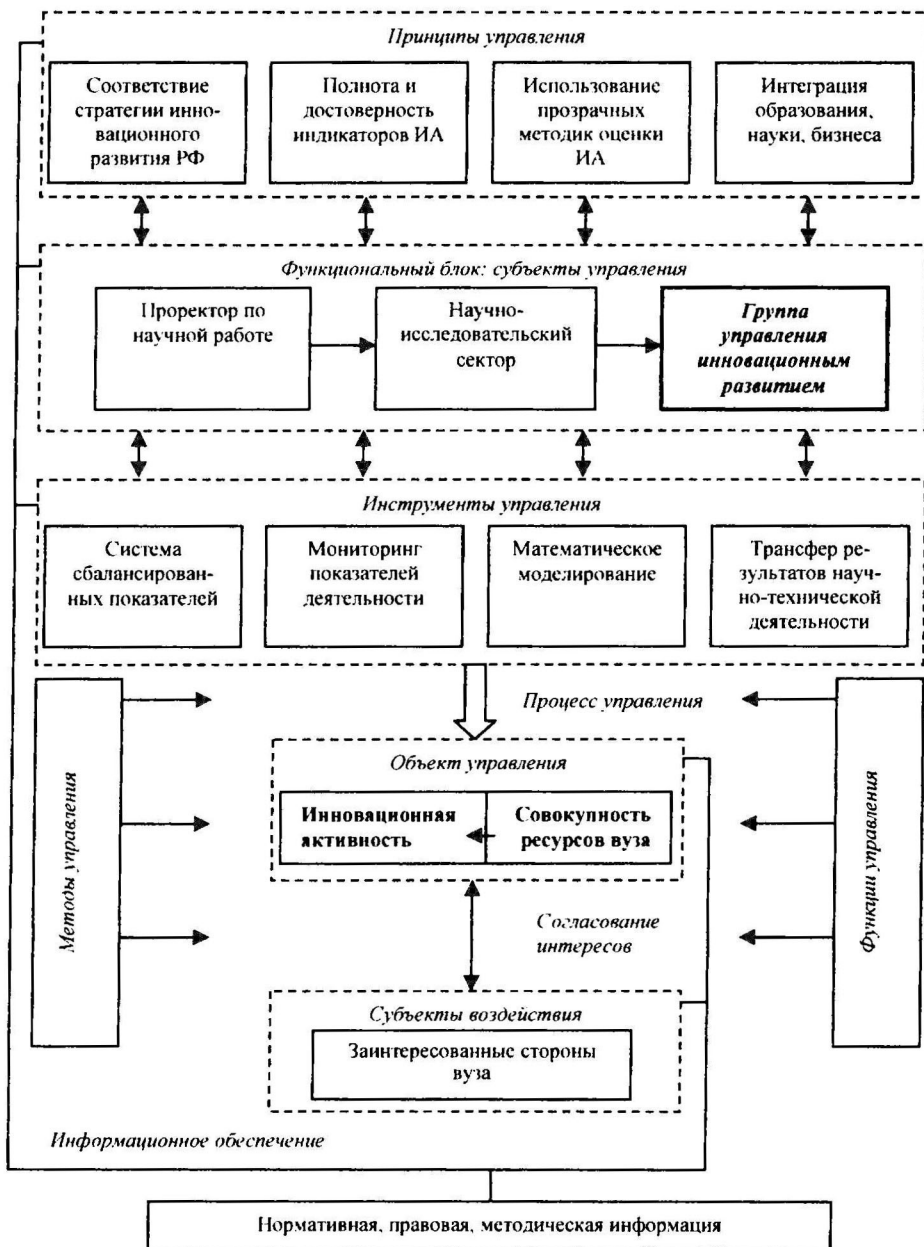 Принципы управления
Соответствие
стратегии инно-
вационного
развития РФ
Полнота и
достоверность
индикаторов ИА
Использование
прозрачных
методик оценки
ИА
Интеграция
образования,
науки, бизнеса
Функциональный блок: субъекты управления
Проректор по
научной работе
Научно-
исследовательский
сектор
Группа
управления
инновационным
развитием
Инструменты управления
Система
сбалансирован-
ных показателей
Мониторинг
показателей
деятельности
Математическое
моделирование
Трансфер ре-
зультатов науч-
но-технической
деятельности
Методы управления
Процесс управления
Функции управления
Объект управления
Инновационная
активность
Совокупность
ресурсов вуза
Согласование
интересов
Субъекты воздействия
Заинтересованные стороны
вуза
Информационное обеспечение
Нормативная, правовая, методическая информация